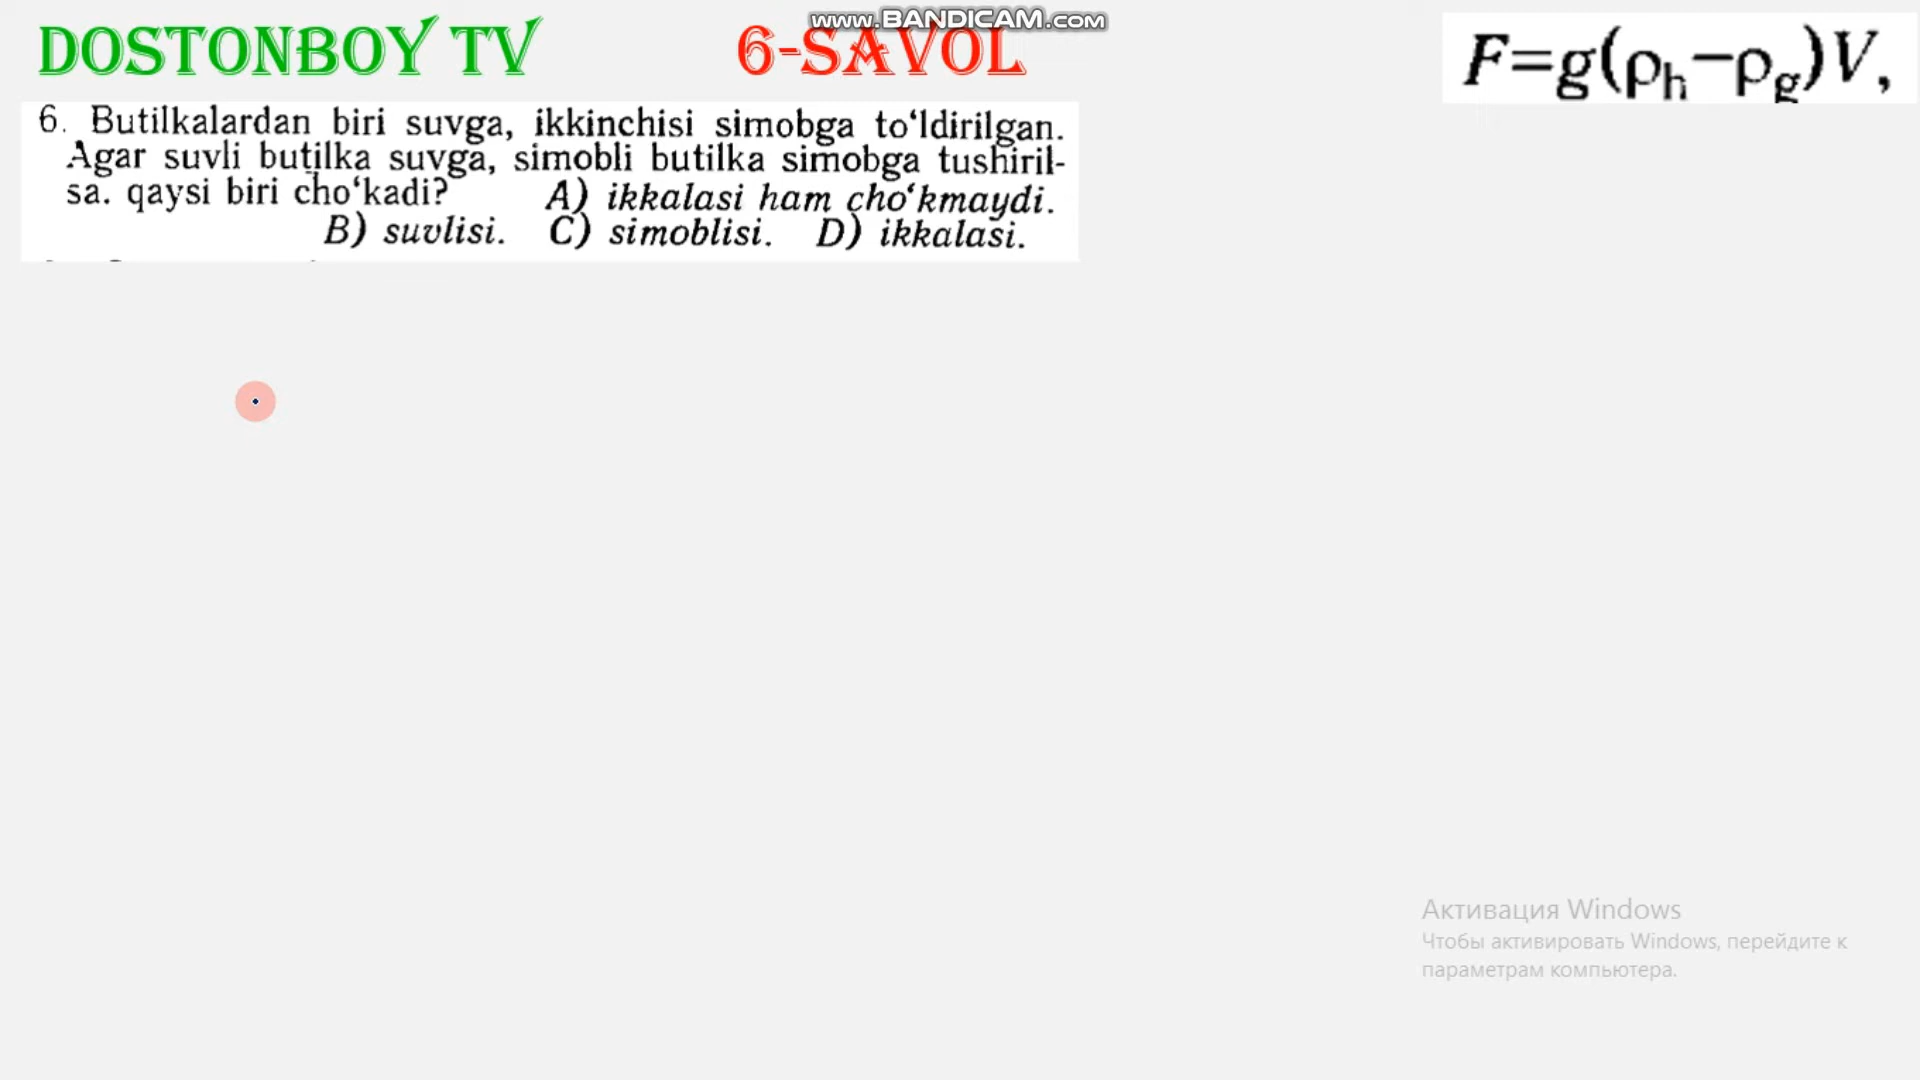 www.BANDICAM.com
DOSTONBOY TV
6-SAVOL
F=g(ρh−ρg)V,
6. Butilkalardan biri suvga, ikkinchisi simobga to‘ldirilgan.
Agar suvli butilka suvga, simobli butilka simobga tushiril-
sa. qaysi biri cho‘kadi? A) ikkalasi ham cho‘kmaydi.
B) suvlisi. C) simoblisi. D) ikkalasi.
Активация Windows
Чтобы активировать Windows, перейдите к
параметрам компьютера.